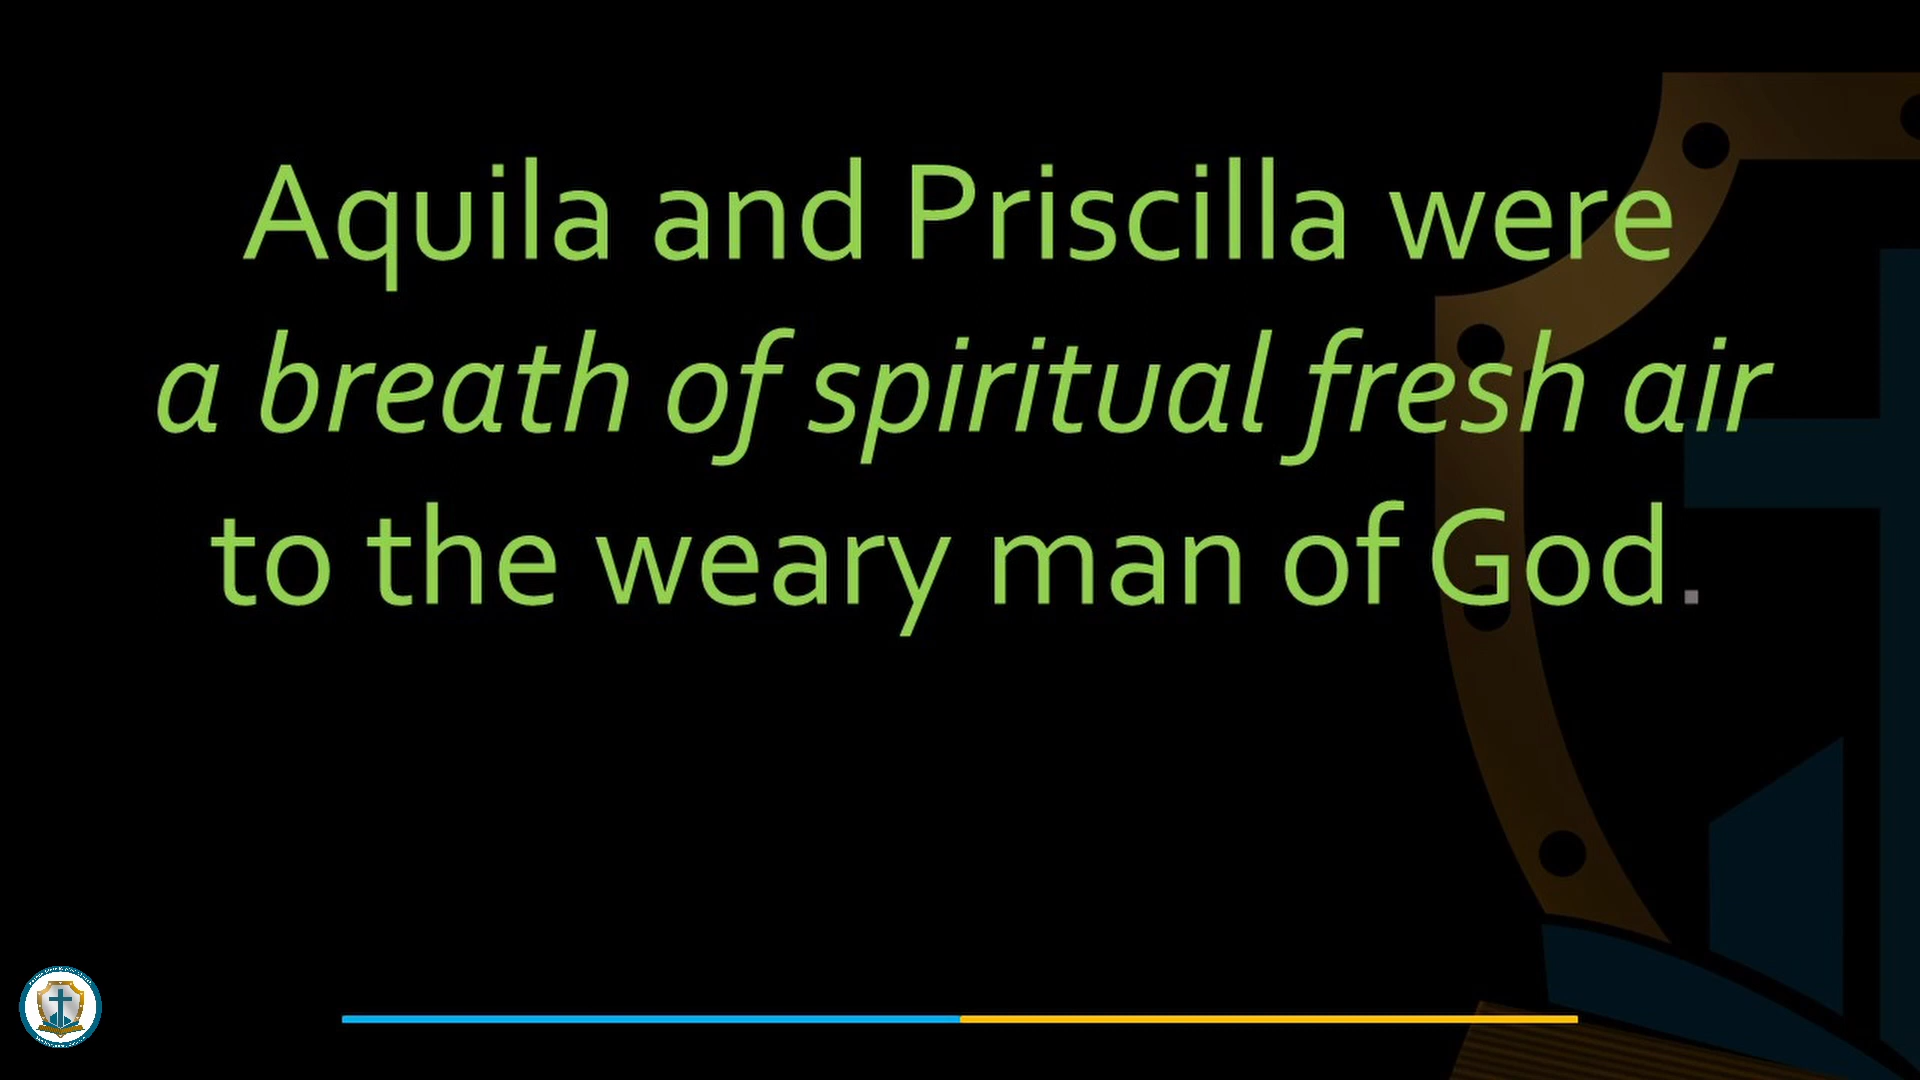 Aquila and Priscilla were
a breath of spiritual fresh air
to the weary man of God.